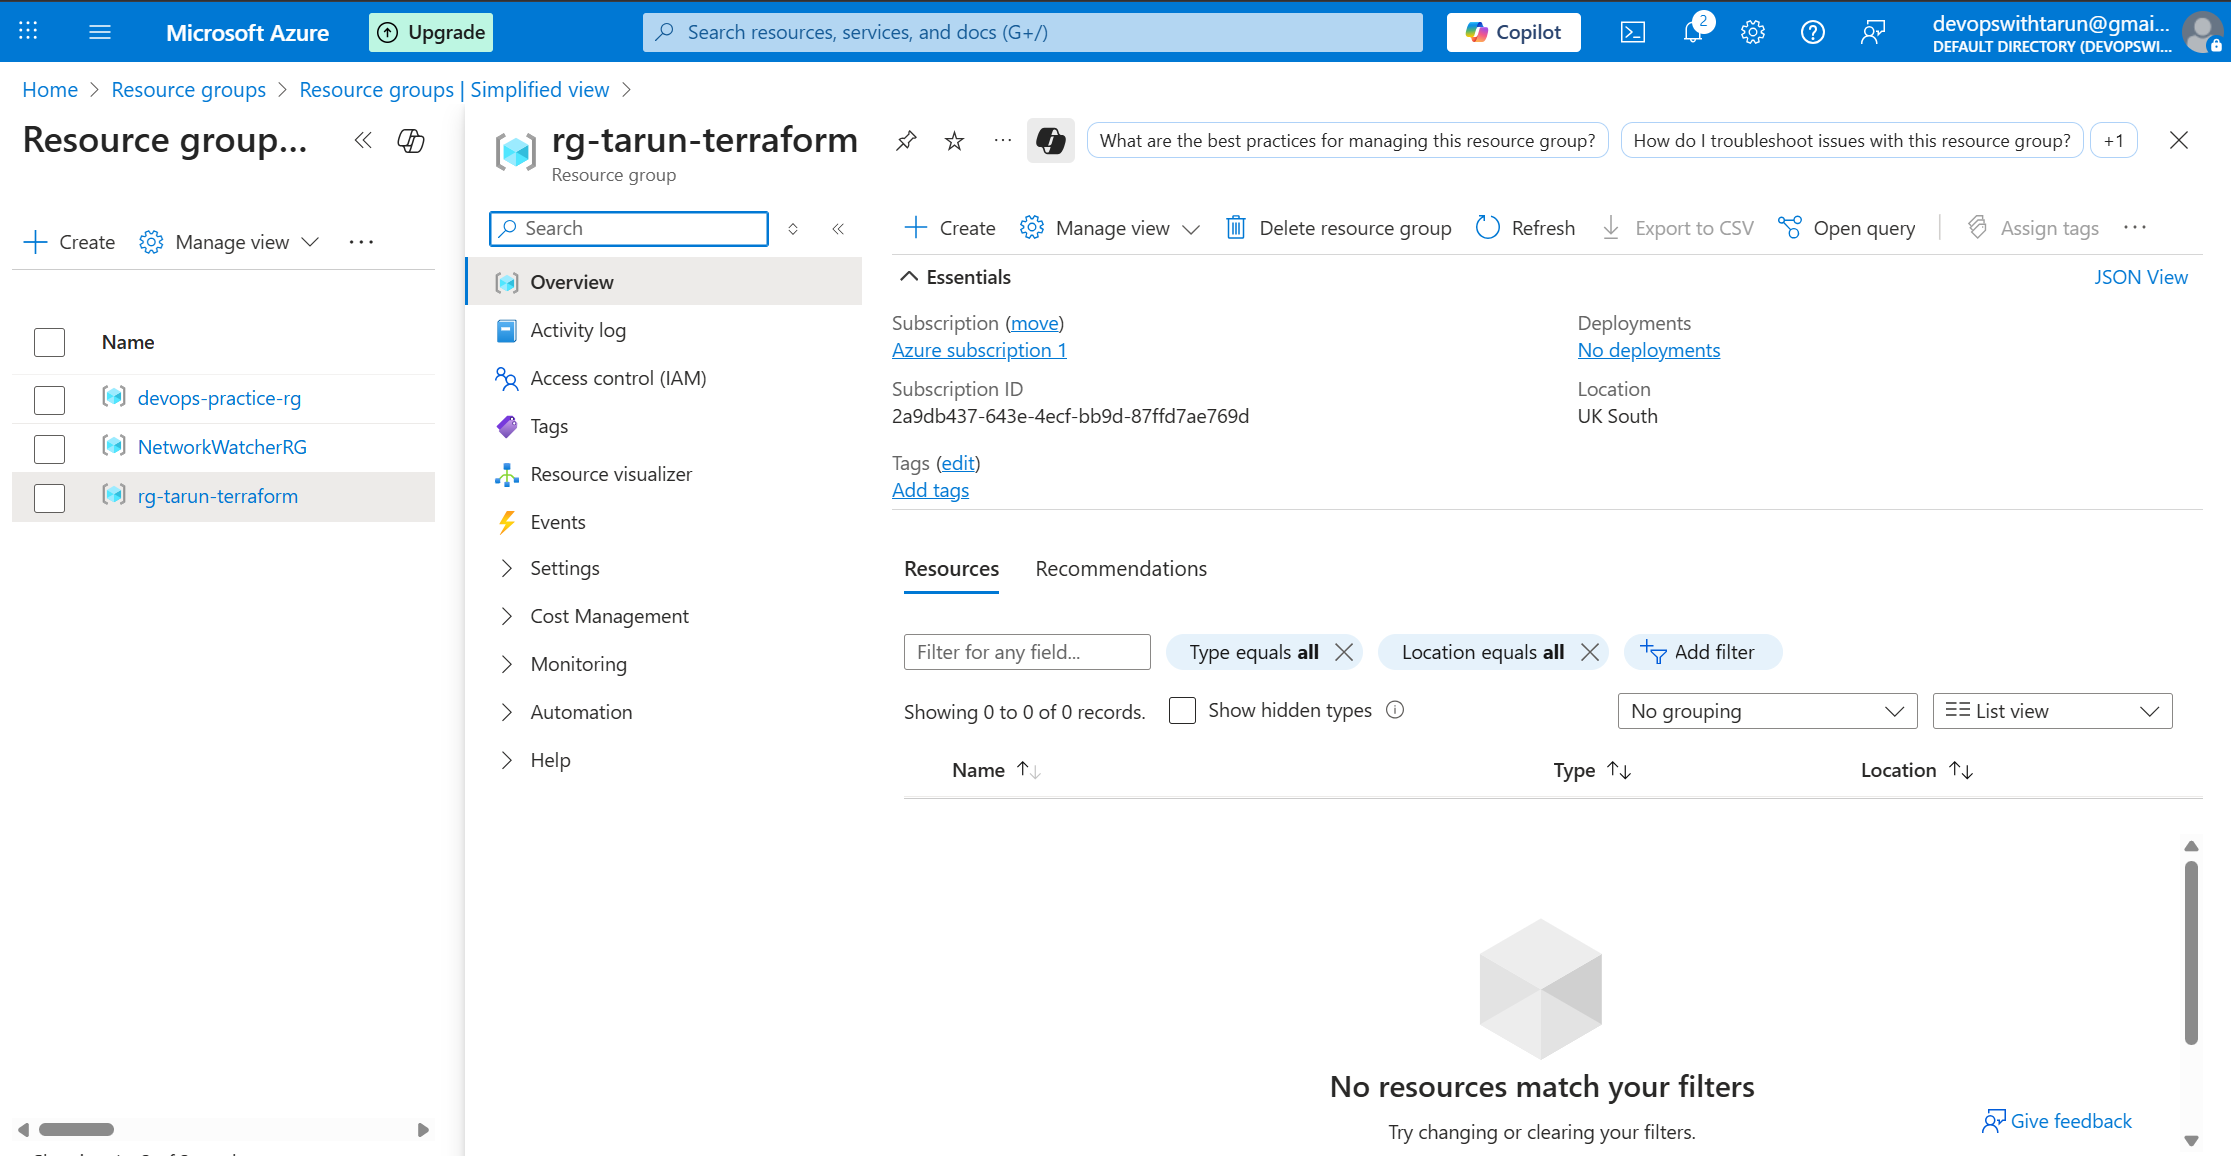 Microsoft Azure
Upgrade
Search resources, services, and docs (G+/)
Copilot
2
devopswithtarun@gmai...
DEFAULT DIRECTORY (DEVOPSWI...
Home > Resource groups > Resource groups | Simplified view >
Resource group...
Create
Manage view
Name
devops-practice-rg
NetworkWatcherRG
rg-tarun-terraform
rg-tarun-terraform
Resource group
What are the best practices for managing this resource group?
How do I troubleshoot issues with this resource group?
+1
Search
Overview
Activity log
Access control (IAM)
Tags
Resource visualizer
Events
Settings
Cost Management
Monitoring
Automation
Help
Create
Manage view
Delete resource group
Refresh
Export to CSV
Open query
Assign tags
Essentials
JSON View
Subscription (move)
Azure subscription 1
Subscription ID
2a9db437-643e-4ecf-bb9d-87ffd7ae769d
Deployments
No deployments
Location
UK South
Tags (edit)
Add tags
Resources
Recommendations
Filter for any field...
Type equals all
Location equals all
Add filter
Showing 0 to 0 of 0 records.
Show hidden types
No grouping
List view
Name
Type
Location
No resources match your filters
Try changing or clearing your filters.
Give feedback